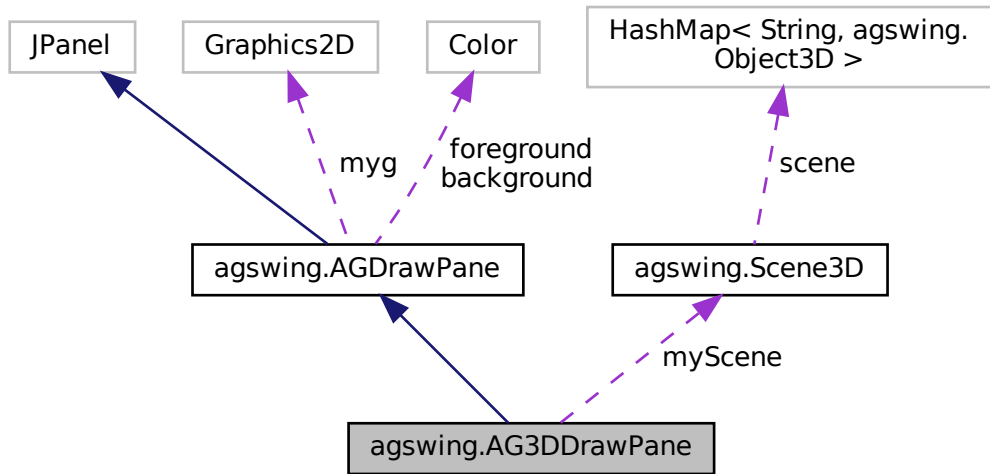 JPanel
Graphics2D
Color
HashMap< String, agswing.
Object3D >
myg
foreground
background
scene
agswing.AGDrawPane
agswing.Scene3D
myScene
agswing.AG3DDrawPane